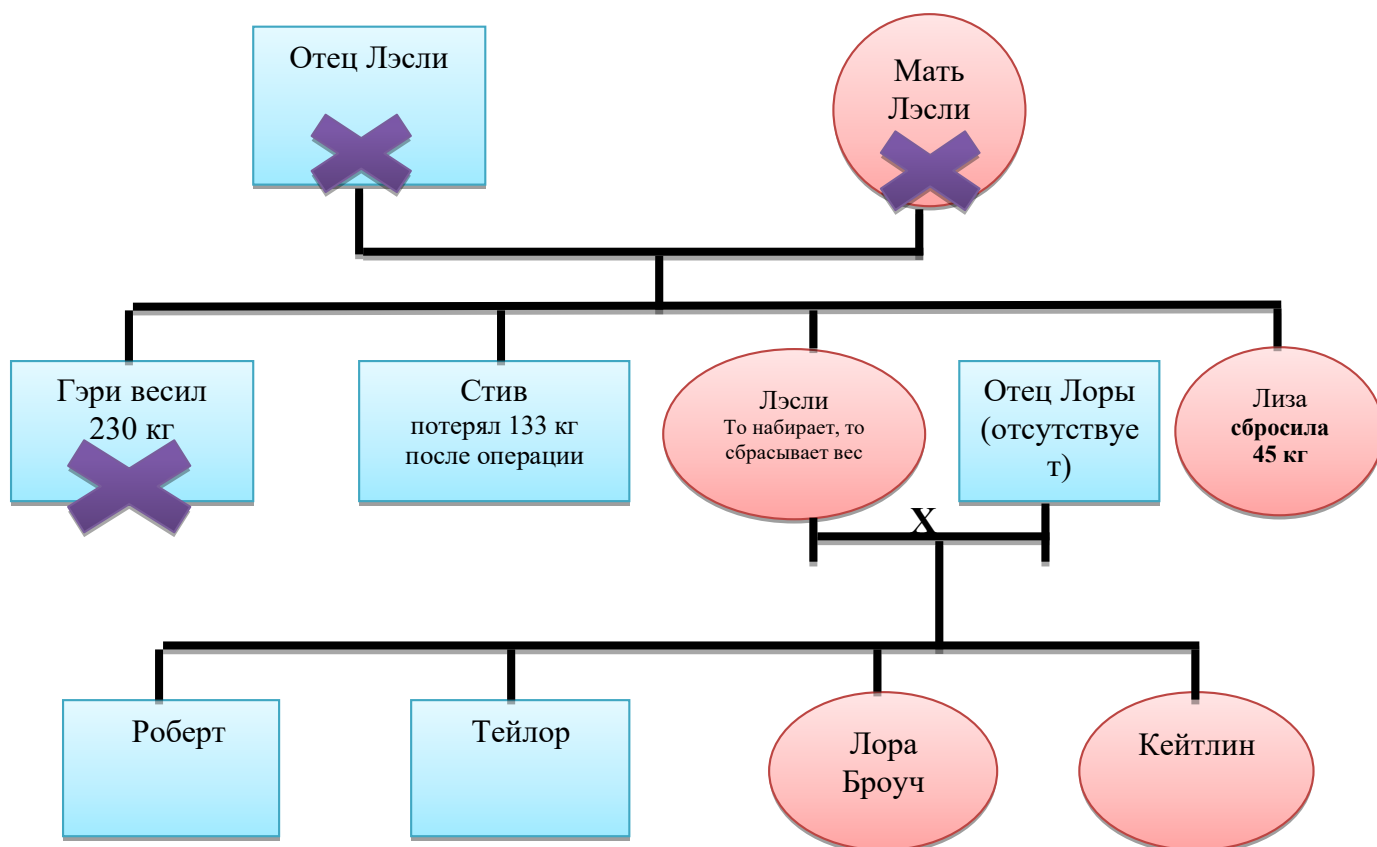 Отец Лэсли
Мать
Лэсли
Гэри весил
230 кг
Стив
потерял 133 кг
после операции
Лэсли
То набирает, то
сбрасывает вес
Отец Лоры
(отсутствуе
т)
Лиза
сбросила
45 кг
X
Роберт
Тейлор
Лора
Броуч
Кейтлин